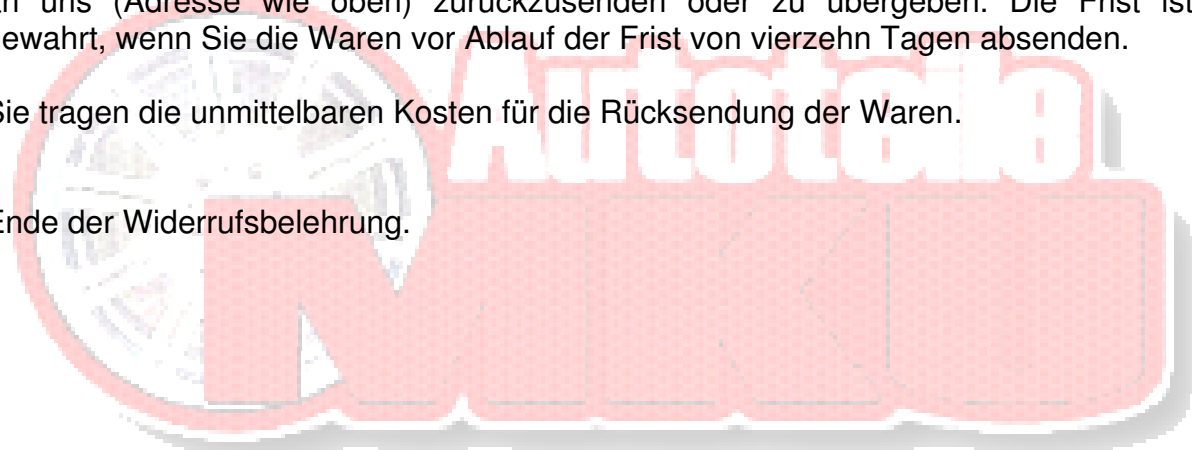 an uns (Adresse wie oben) zurückzusenden oder zu übergeben. Die Frist ist
gewahrt, wenn Sie die Waren vor Ablauf der Frist von vierzehn Tagen absenden.
Sie tragen die unmittelbaren Kosten für die Rücksendung der Waren.
Ende der Widerrufsbelehrung.
Autoteile
MKU